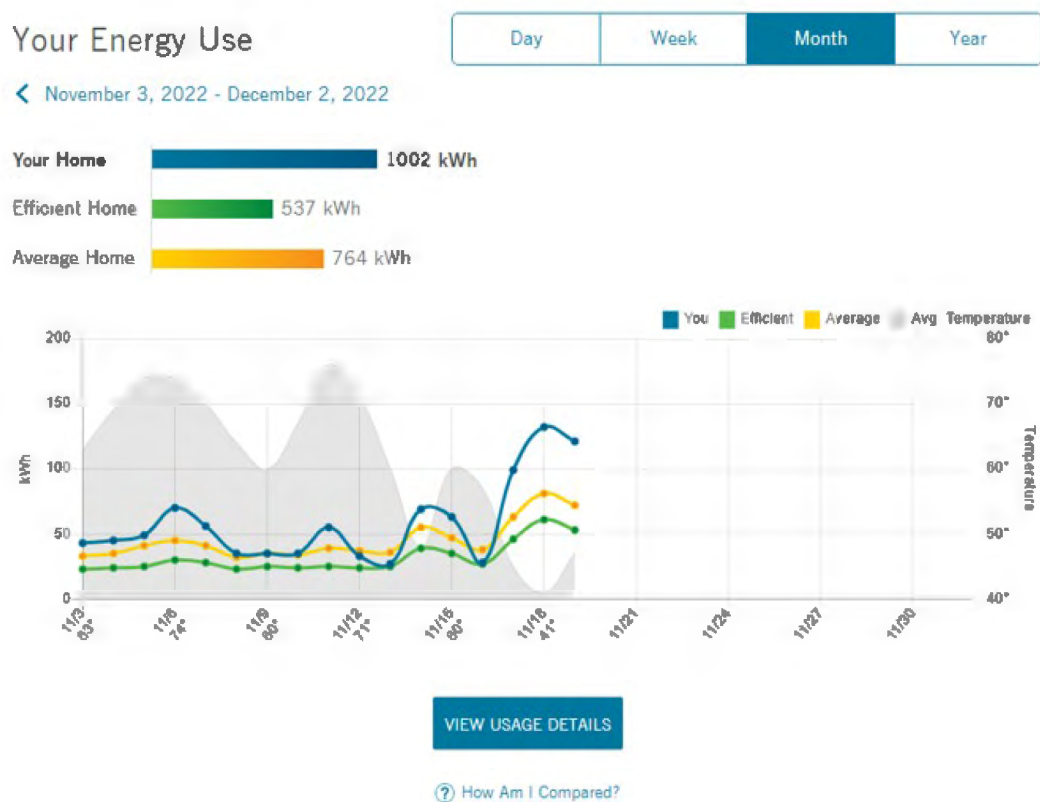 Your Energy Use
Day Week Month Year
November 3, 2022 - December 2, 2022
Your Home 1002 kWh
Efficient Home 537 kWh
Average Home 764 kWh
You Efficient Average Avg Temperature
200 80°
150 70°
100 60°
50 50°
0 40°
kWh
Temperature
11/3 11/6 11/9 11/12 11/15 11/18 11/21 11/24 11/27 11/30
63° 74° 60° 71° 60° 41°
VIEW USAGE DETAILS
? How Am I Compared?